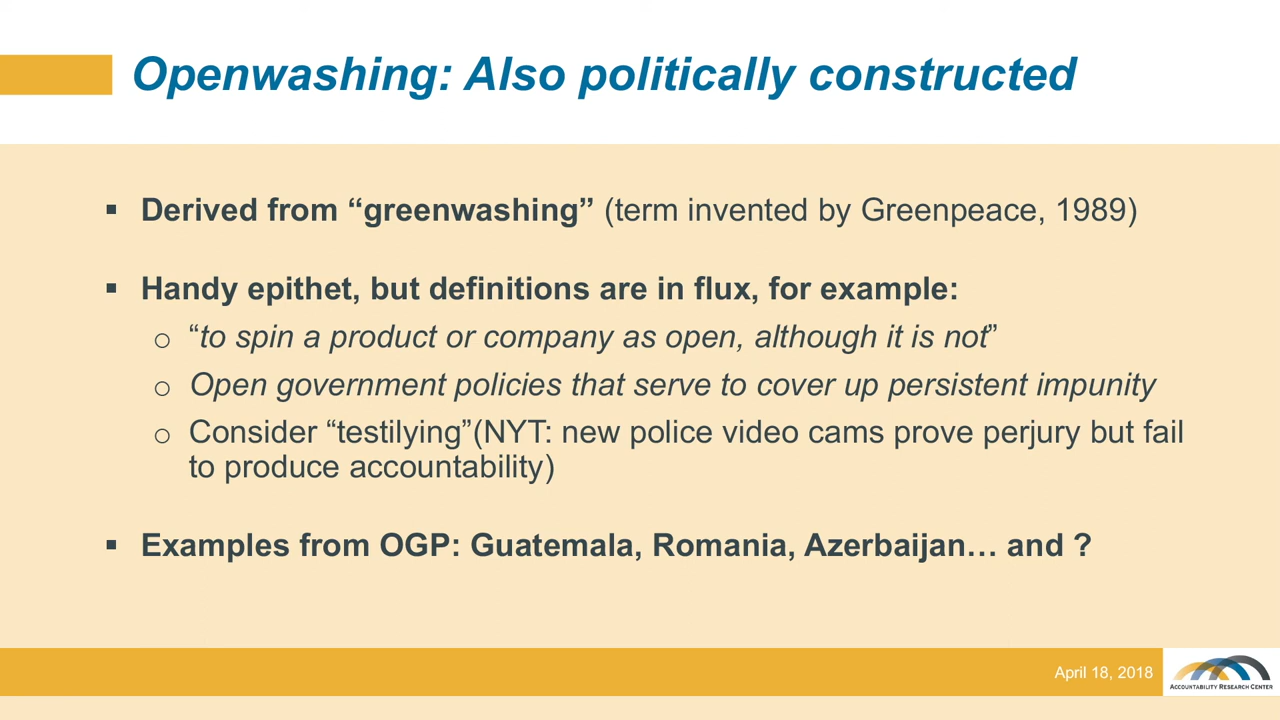 Openwashing: Also politically constructed
▪ Derived from “greenwashing” (term invented by Greenpeace, 1989)
▪ Handy epithet, but definitions are in flux, for example:
o “to spin a product or company as open, although it is not”
o Open government policies that serve to cover up persistent impunity
o Consider “testilying”(NYT: new police video cams prove perjury but fail
to produce accountability)
▪ Examples from OGP: Guatemala, Romania, Azerbaijan… and ?
April 18, 2018
ACCOUNTABILITY RESEARCH CENTER